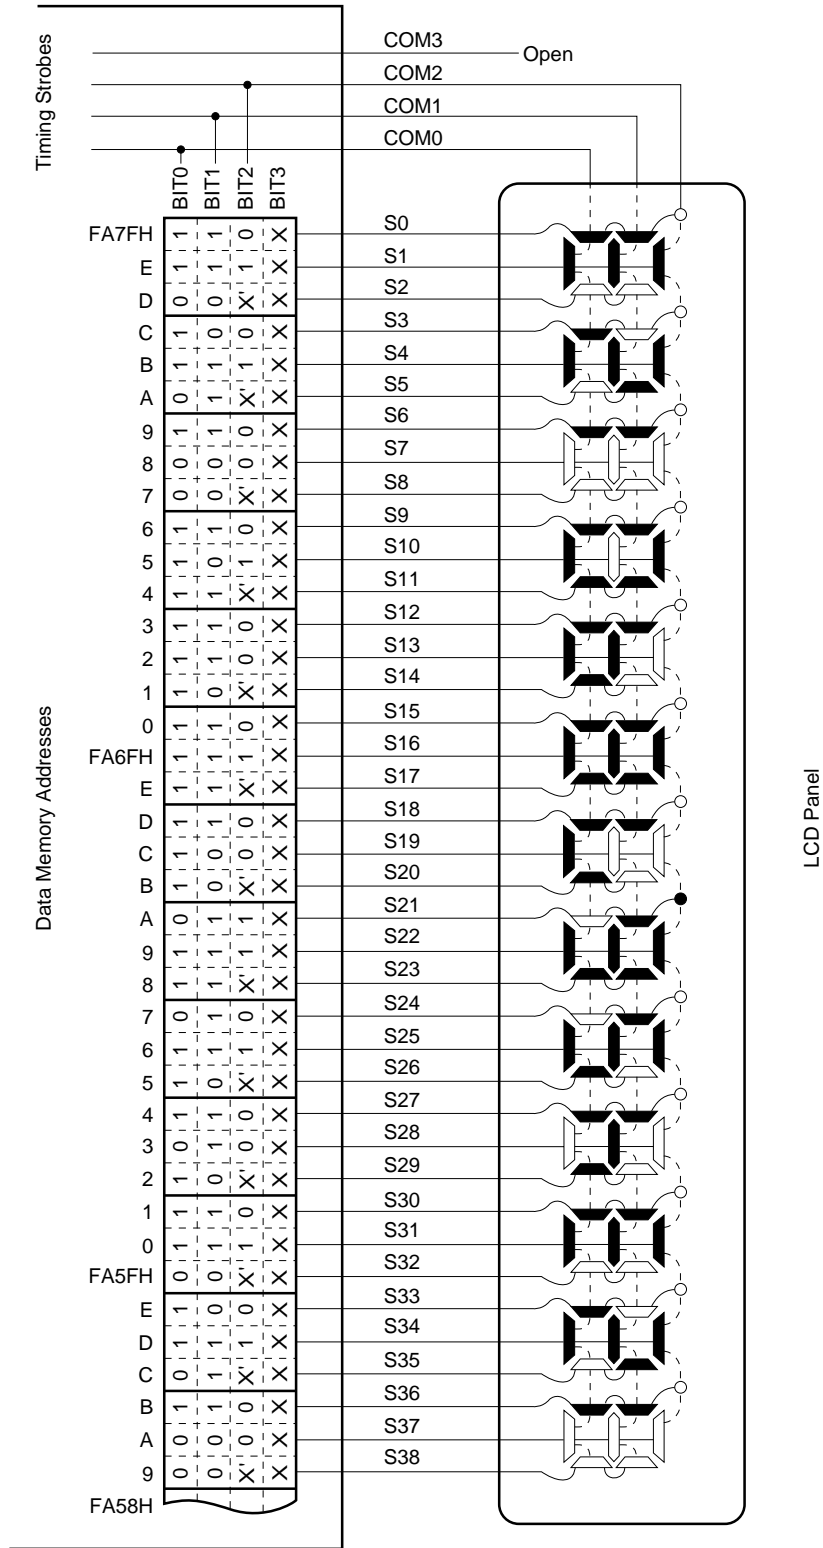 Timing Strobes
COM3
Open
COM2
COM1
COM0
BIT0 BIT1 BIT2 BIT3
FA7FH 1 1 0 X S0
E 1 1 1 X S1
D 0 0 X' X S2
C 1 0 0 X S3
B 1 1 1 X S4
A 0 1 X' X S5
9 1 1 0 X S6
8 0 0 0 X S7
7 0 0 X' X S8
6 1 1 0 X S9
5 1 0 1 X S10
4 1 1 X' X S11
3 1 1 0 X S12
2 1 1 0 X S13
1 1 0 X' X S14
0 1 1 0 X S15
FA6FH 1 1 1 X S16
E 1 1 X' X S17
D 1 1 0 X S18
C 1 0 0 X S19
B 1 0 X' X S20
A 0 1 1 X S21
9 1 1 1 X S22
8 1 1 X' X S23
7 0 1 0 X S24
6 1 1 1 X S25
5 1 0 X' X S26
4 1 1 0 X S27
3 0 1 0 X S28
2 1 0 X' X S29
1 1 1 0 X S30
0 1 1 1 X S31
FA5FH 0 0 X' X S32
E 1 0 0 X S33
D 1 1 1 X S34
C 0 1 X' X S35
B 1 1 0 X S36
A 0 0 0 X S37
9 0 0 X' X S38
FA58H
Data Memory Addresses
LCD Panel